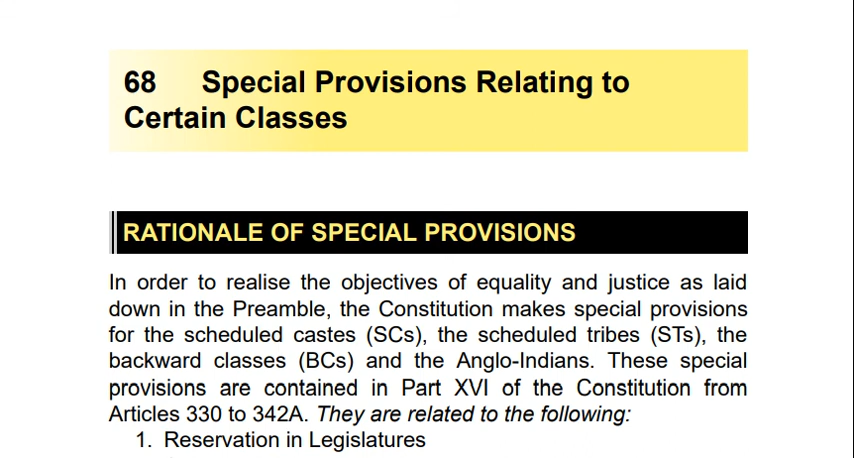 68 Special Provisions Relating to
Certain Classes
RATIONALE OF SPECIAL PROVISIONS
In order to realise the objectives of equality and justice as laid
down in the Preamble, the Constitution makes special provisions
for the scheduled castes (SCs), the scheduled tribes (STs), the
backward classes (BCs) and the Anglo-Indians. These special
provisions are contained in Part XVI of the Constitution from
Articles 330 to 342A. They are related to the following:
1. Reservation in Legislatures